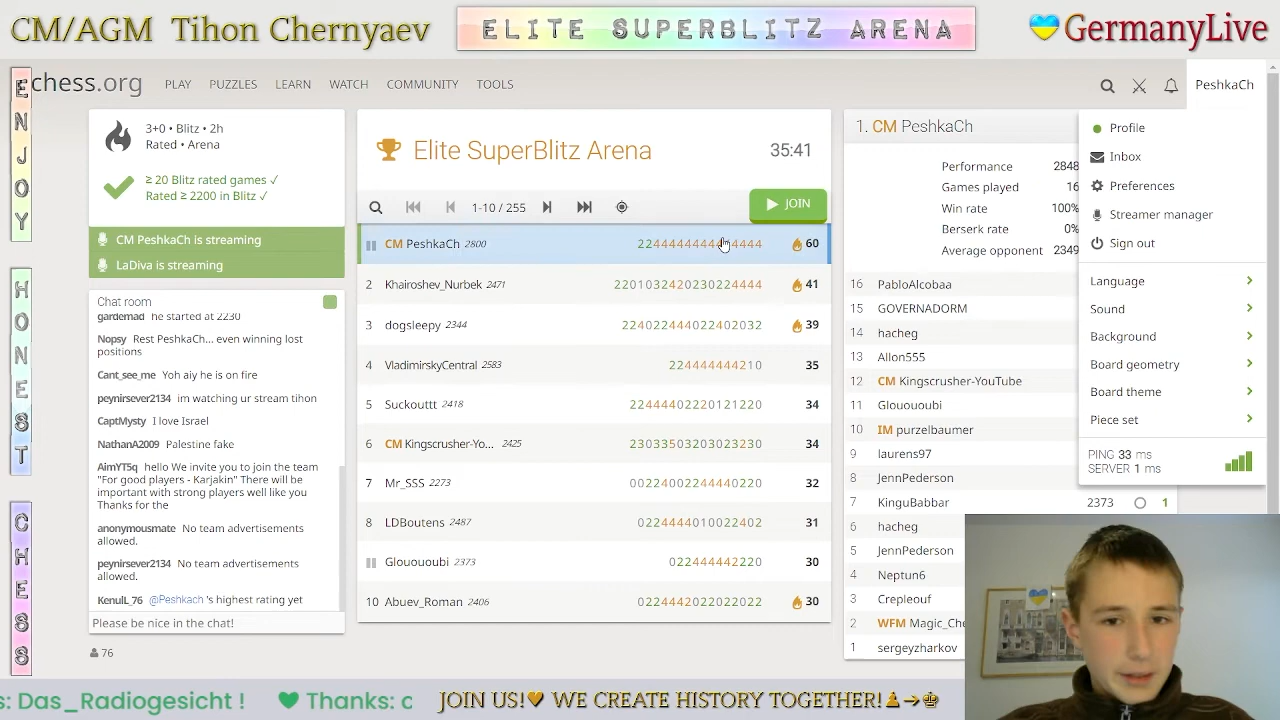 CM/AGM Tihon Chernyaev
ELITE SUPERBLITZ ARENA
GermanyLive
ENJOY
HONEST
CHESS
chess.org
PLAY PUZZLES LEARN WATCH COMMUNITY TOOLS
PeshkaCh
3+0 • Blitz • 2h
Rated • Arena
≥ 20 Blitz rated games ✓
Rated ≥ 2200 in Blitz ✓
CM PeshkaCh is streaming
LaDiva is streaming
Chat room
gardemad he started at 2230
Nopsy Rest PeshkaCh... even winning lost
positions
Cant_see_me Yoh aiy he is on fire
peynirsever2134 im watching ur stream tihon
CaptMysty I love Israel
NathanA2009 Palestine fake
AimYT5q hello We invite you to join the team
"For good players - Karjakin" There will be
important with strong players well like you
Thanks for the
anonymousmate No team advertisements
allowed.
peynirsever2134 No team advertisements
allowed.
KenulL_76 @Peshkach 's highest rating yet
Please be nice in the chat!
76
Elite SuperBlitz Arena 35:41
1-10 / 255
JOIN
CM PeshkaCh 2800 60
2 Khairoshev_Nurbek 2471 2201032420230224444 41
3 dogsleepy 2344 224022444022402032 39
4 VladimirskyCentral 2583 22444444210 35
5 Suckouttt 2418 22444402220121220 34
6 CM Kingscrusher-Yo... 2425 23033503203023230 34
7 Mr_SSS 2273 002240022444022 32
8 LDBoutens 2487 0224444010022402 31
Glouououbi 2373 022444442220 30
10 Abuev_Roman 2406 0224442022022022 30
1. CM PeshkaCh
Performance 2848
Games played 16
Win rate 100%
Berserk rate 0%
Average opponent 2349
16 PabloAlcobaa
15 GOVERNADORM
14 hacheg
13 Allon555
12 CM Kingscrusher-YouTube
11 Glouououbi
10 IM purzelbaumer
9 laurens97
8 JennPederson
7 KinguBabbar 2373 1
6 hacheg
5 JennPederson
4 Neptun6
3 Crepleouf
2 WFM Magic_Che
1 sergeyzharkov
Profile
Inbox
Preferences
Streamer manager
Sign out
Language
Sound
Background
Board geometry
Board theme
Piece set
PING 33 ms
SERVER 1 ms
s: Das_Radiogesicht ! Thanks: c
JOIN US! WE CREATE HISTORY TOGETHER!